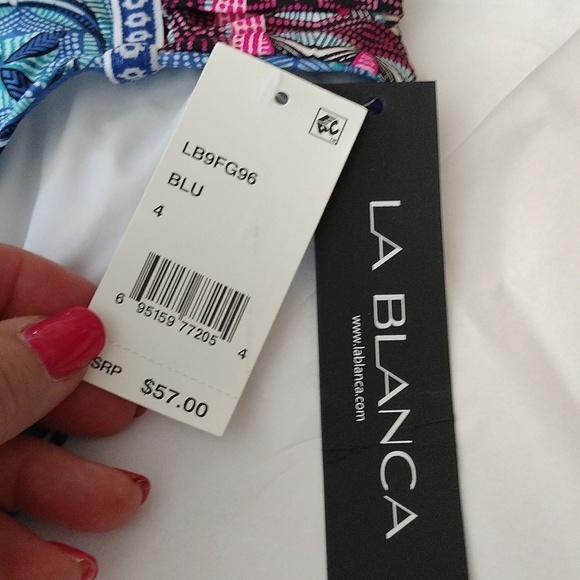 LB9FG96
BLU
4
6 95159 77205 4
SRP $57.00
LA BLANCA
www.lablanca.com